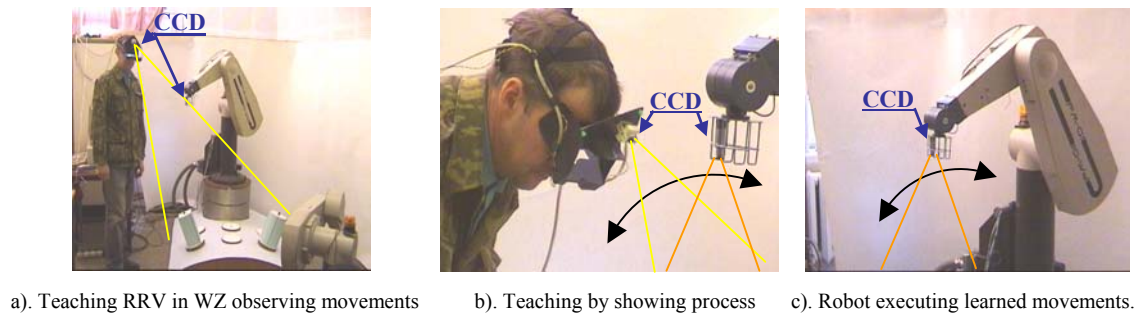 CCD
CCD
CCD
a). Teaching RRV in WZ observing movements
b). Teaching by showing process
c). Robot executing learned movements.